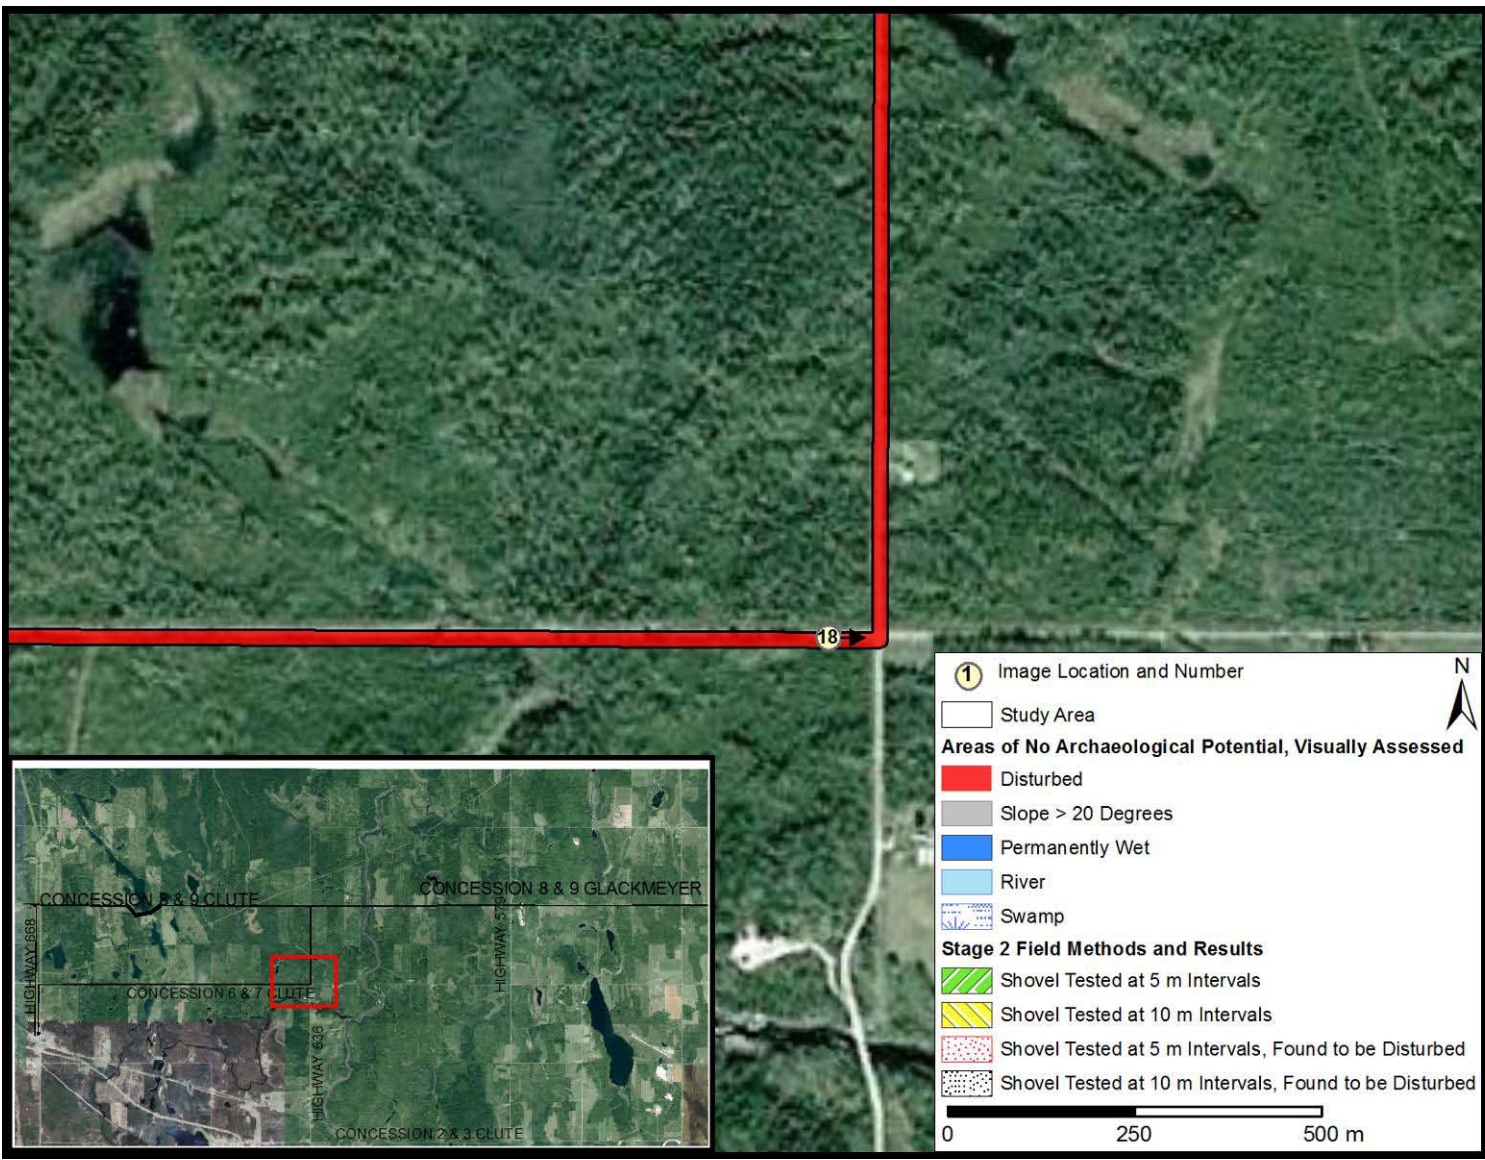 18
1 Image Location and Number
N
Study Area
Areas of No Archaeological Potential, Visually Assessed
Disturbed
Slope > 20 Degrees
Permanently Wet
River
Swamp
Stage 2 Field Methods and Results
Shovel Tested at 5 m Intervals
Shovel Tested at 10 m Intervals
Shovel Tested at 5 m Intervals, Found to be Disturbed
Shovel Tested at 10 m Intervals, Found to be Disturbed
0 250 500 m
CONCESSION 8 & 9 GLACKMEYER
CONCESSION 8 & 9 CLUTE
HIGHWAY 668
HIGHWAY 579
CONCESSION 6 & 7 CLUTE
HIGHWAY 636
CONCESSION 2 & 3 CLUTE